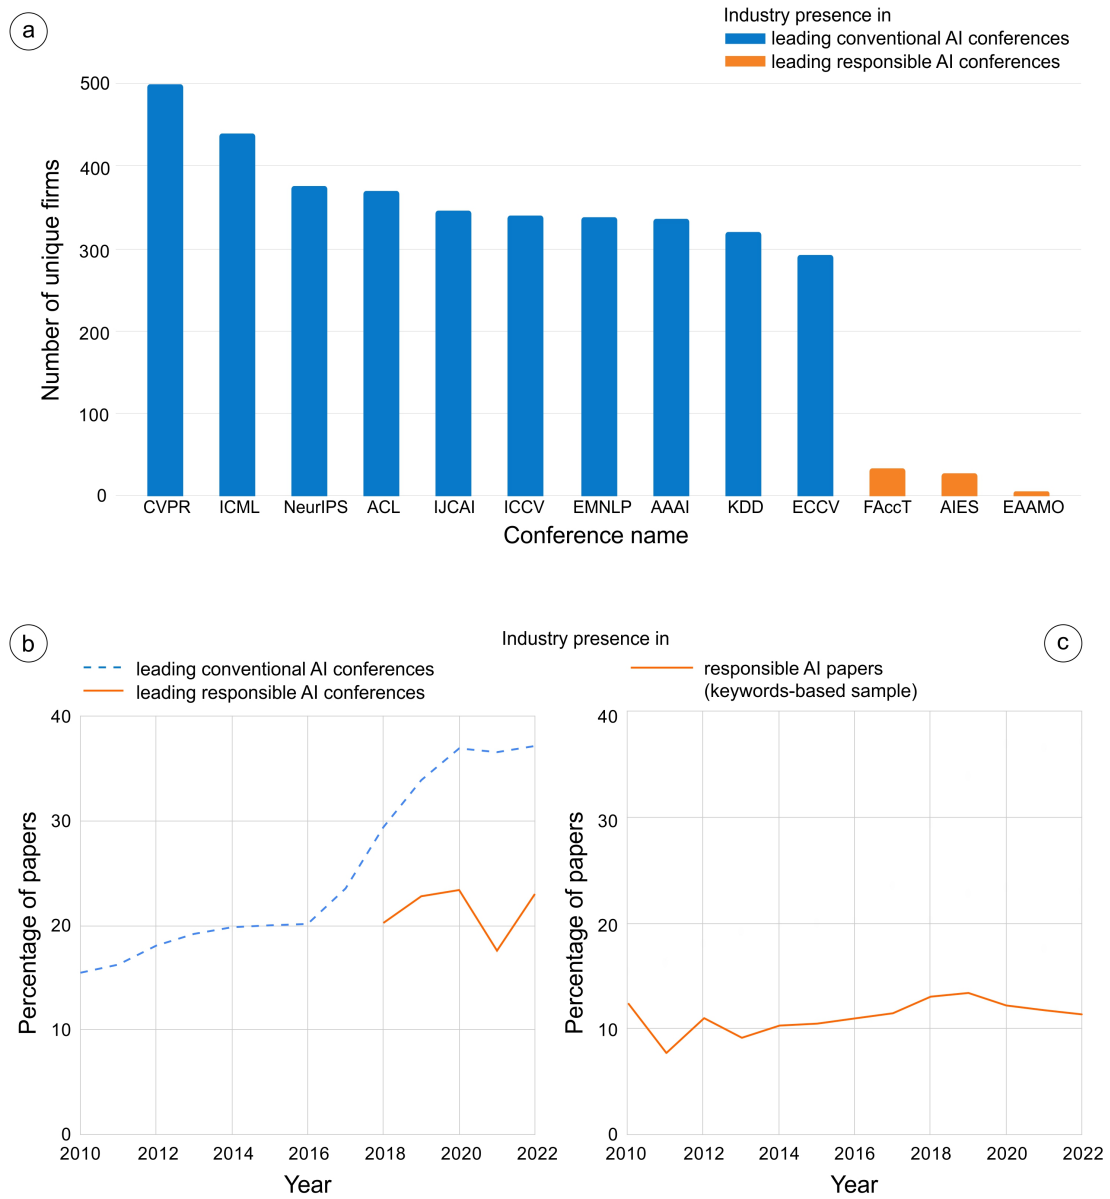 a
Industry presence in
leading conventional AI conferences
leading responsible AI conferences
500
400
300
200
100
0
Number of unique firms
CVPR ICML NeurIPS ACL IJCAI ICCV EMNLP AAAI KDD ECCV FAccT AIES EAAMO
Conference name
b
Industry presence in
c
leading conventional AI conferences
leading responsible AI conferences
40
30
20
10
0
Percentage of papers
2010 2012 2014 2016 2018 2020 2022
Year
responsible AI papers
(keywords-based sample)
40
30
20
10
0
Percentage of papers
2010 2012 2014 2016 2018 2020 2022
Year